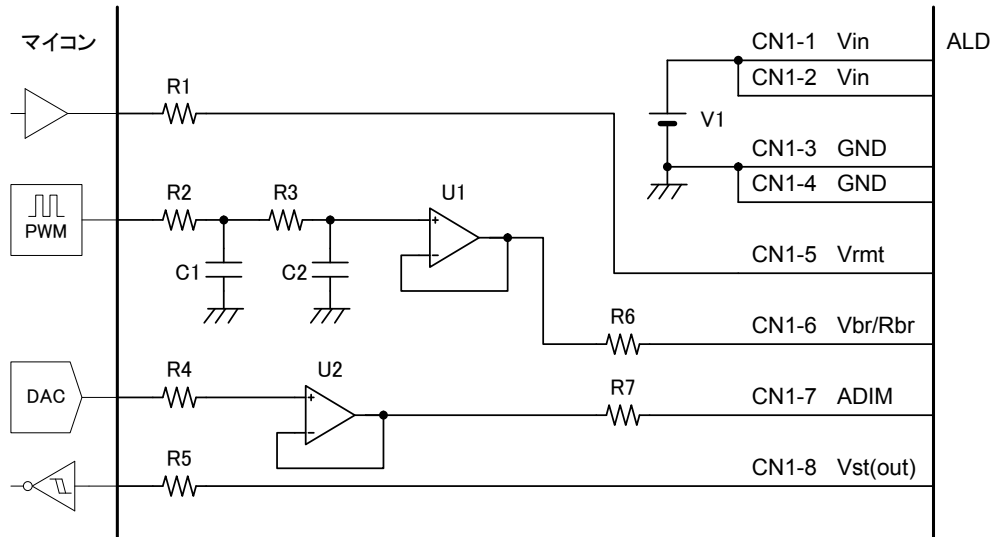 マイコン
CN1-1 Vin
ALD
CN1-2 Vin
R1
V1
CN1-3 GND
CN1-4 GND
PWM
R2
R3
U1
C1
C2
CN1-5 Vrmt
R6
CN1-6 Vbr/Rbr
DAC
R4
U2
R7
CN1-7 ADIM
R5
CN1-8 Vst(out)